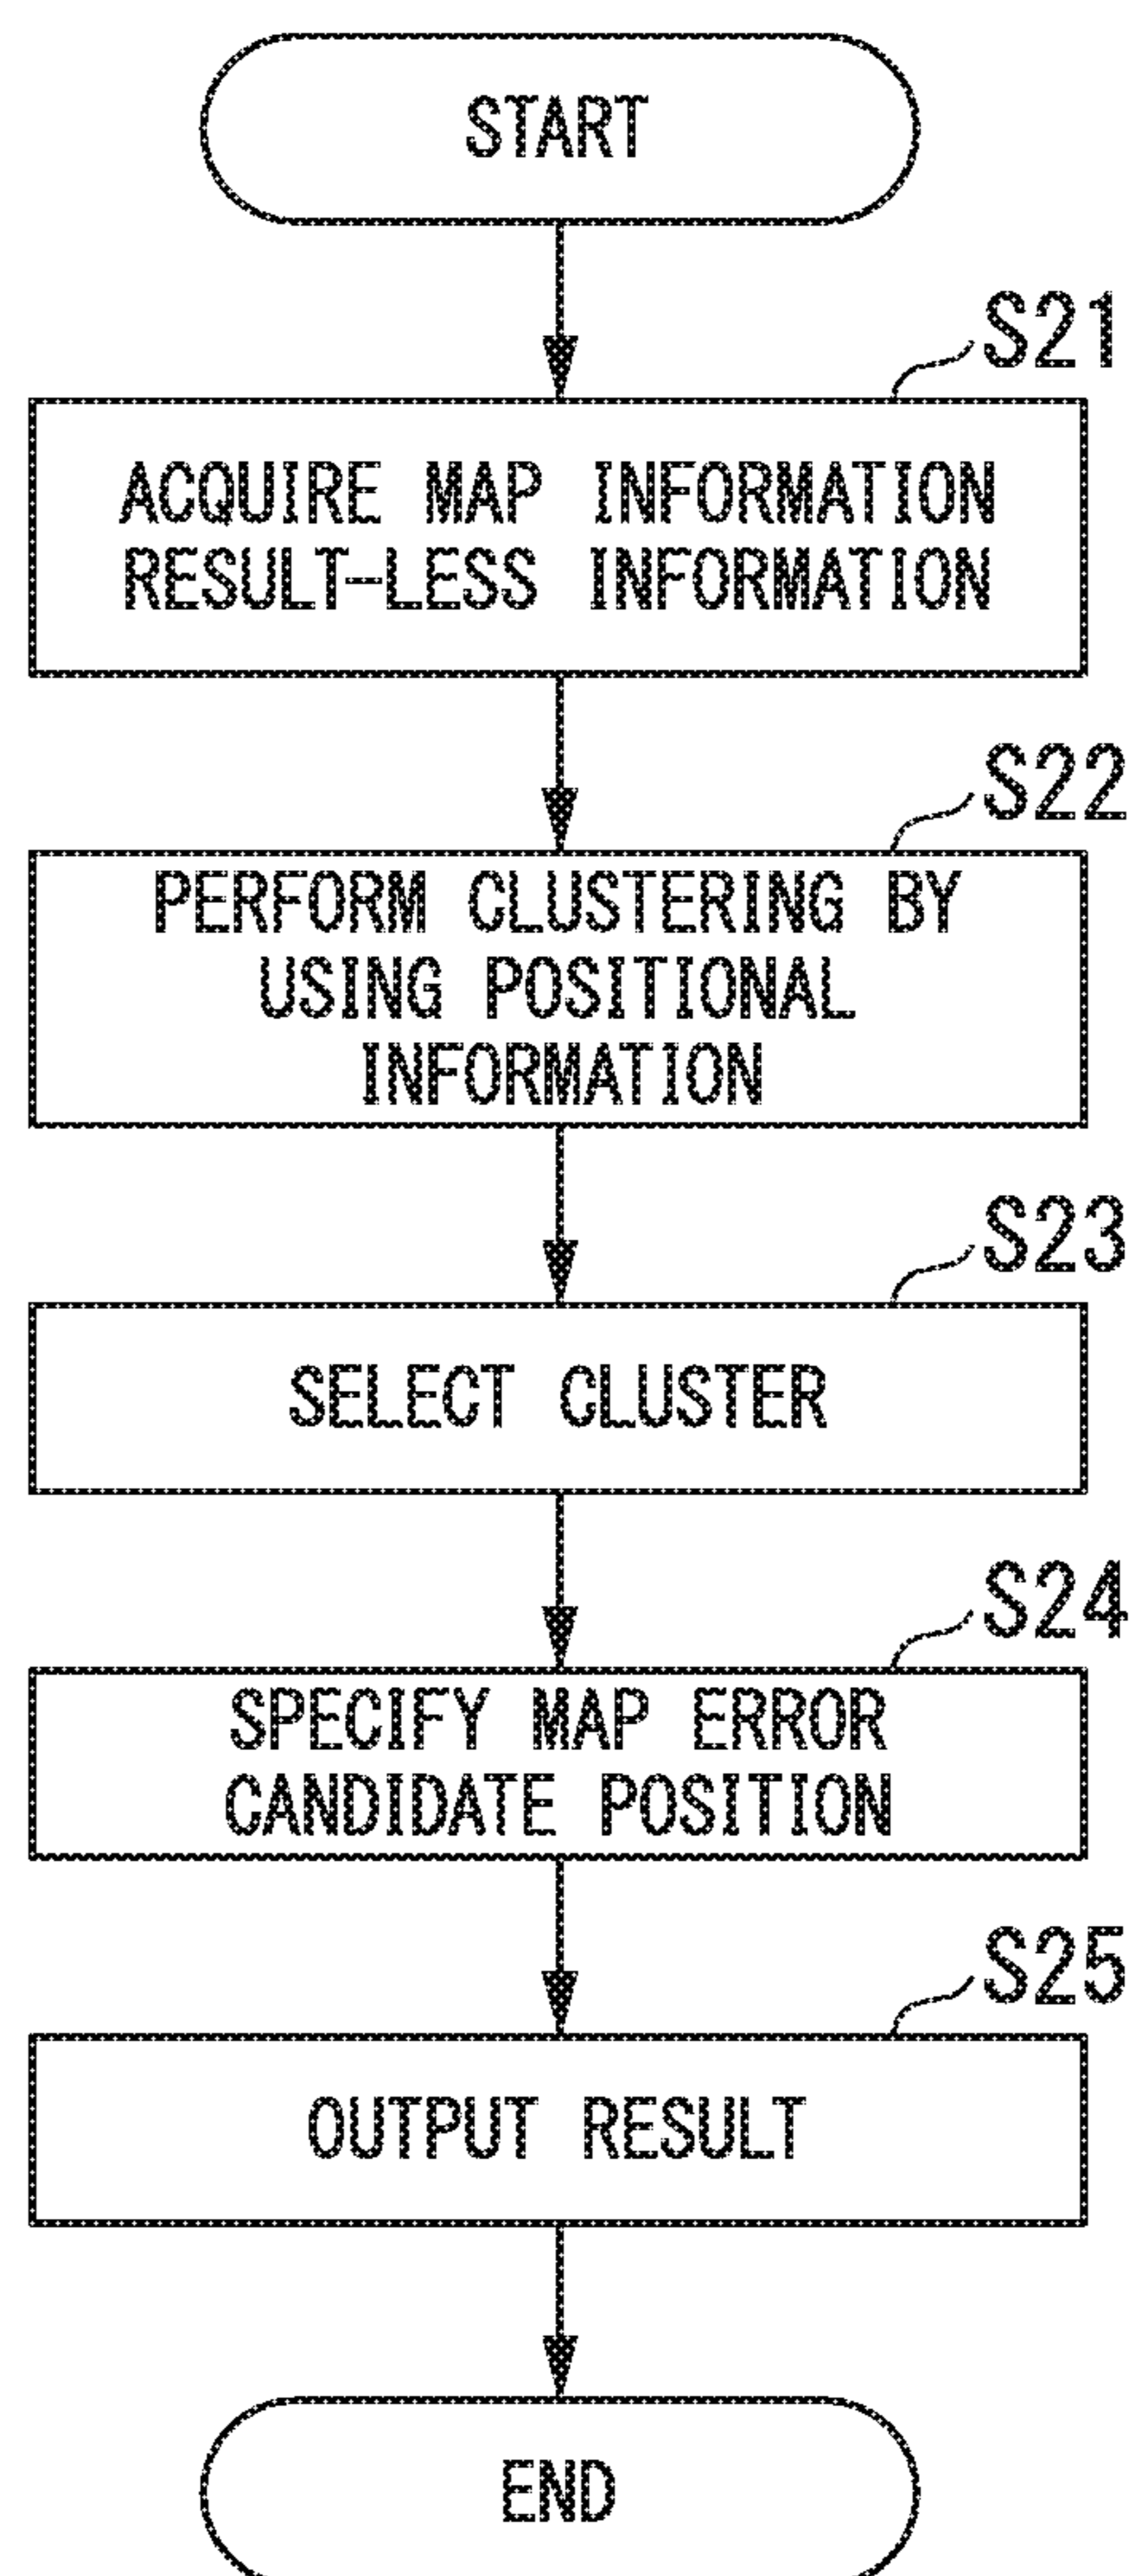 START
S21
ACQUIRE MAP INFORMATION
RESULT-LESS INFORMATION
S22
PERFORM CLUSTERING BY
USING POSITIONAL
INFORMATION
S23
SELECT CLUSTER
S24
SPECIFY MAP ERROR
CANDIDATE POSITION
S25
OUTPUT RESULT
END